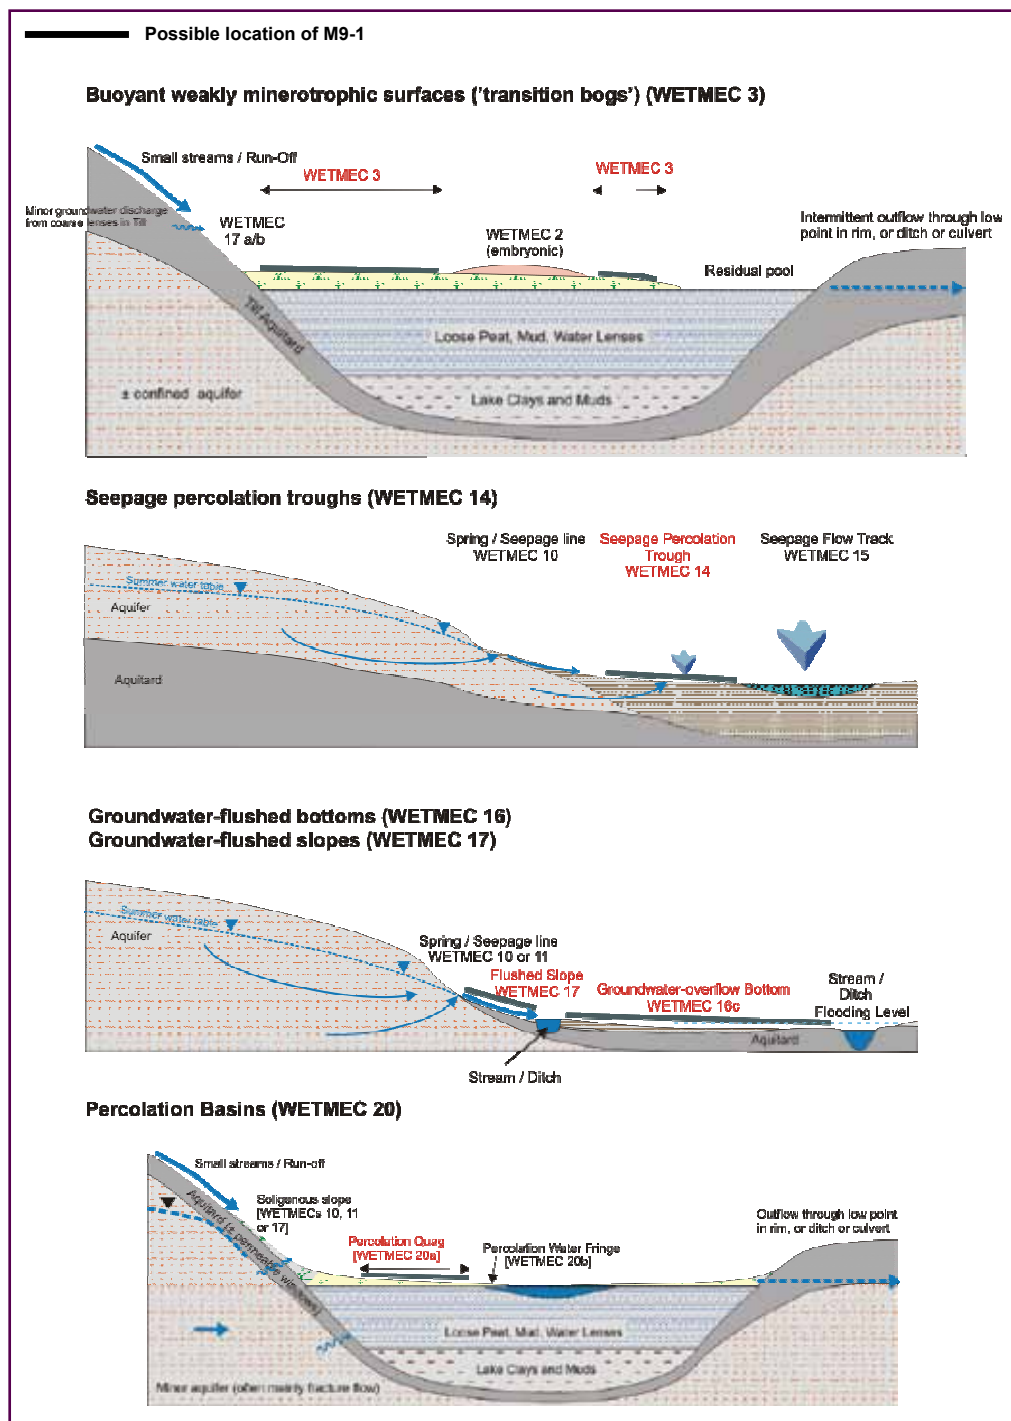 Possible location of M9-1
Buoyant weakly minerotrophic surfaces ('transition bogs') (WETMEC 3)
Small streams / Run-Off
WETMEC 3
WETMEC 3
Minor groundwater discharge
from coarse lenses in Till
WETMEC
17 a/b
WETMEC 2
(embryonic)
Intermittent outflow through low
point in rim, or ditch or culvert
Residual pool
Till Aquitard
Loose Peat, Mud, Water Lenses
± confined aquifer
Lake Clays and Muds
Seepage percolation troughs (WETMEC 14)
Spring / Seepage line
WETMEC 10
Seepage Percolation
Trough
WETMEC 14
Seepage Flow Track
WETMEC 15
Summer water table
Aquifer
Aquitard
Groundwater-flushed bottoms (WETMEC 16)
Groundwater-flushed slopes (WETMEC 17)
Summer water table
Aquifer
Spring / Seepage line
WETMEC 10 or 11
Flushed Slope
WETMEC 17
Groundwater-overflow Bottom
WETMEC 16c
Stream /
Ditch
Flooding Level
Aquitard
Stream / Ditch
Percolation Basins (WETMEC 20)
Small streams / Run-off
Soligenous slope
[WETMECs 10, 11
or 17]
Percolation Quag
[WETMEC 20a]
Percolation Water Fringe
[WETMEC 20b]
Outflow through low point
in rim, or ditch or culvert
Aquitard (± permeable windows)
Loose Peat, Mud, Water Lenses
Lake Clays and Muds
Minor aquifer (often mainly fracture flow)